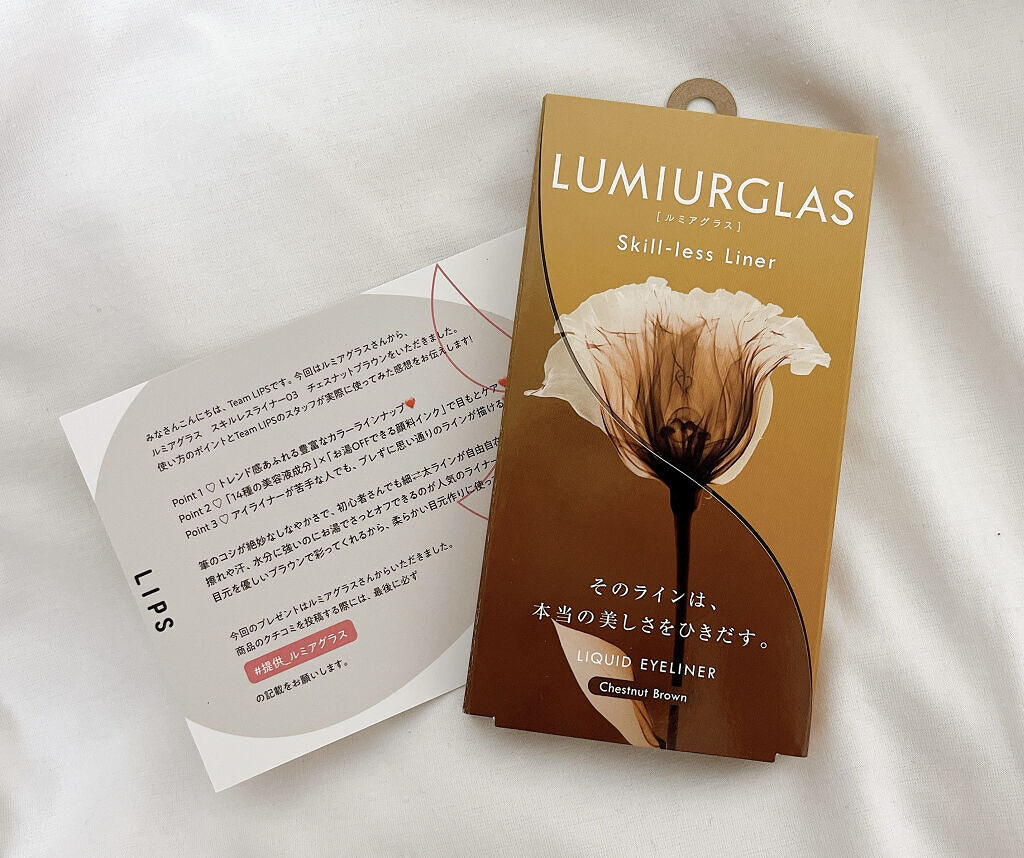 みなさんこんにちは、Team LIPSです。今回はルミアグラスさんから、
ルミアグラス スキルレスライナー03 チェスナットブラウンをいただきました。
使い方のポイントとTeam LIPSのスタッフが実際に使ってみた感想をお伝えします!
Point 1 ♡ トレンド感あふれる豊富なカラーラインナップ❤
Point 2 ♡ 「14種の美容液成分」×「お湯OFFできる顔料インク」で目もとケア
Point 3 ♡ アイライナーが苦手な人でも、ブレずに思い通りのラインが描ける
筆のコシが絶妙なしなやかさで、初心者さんでも細⇄太ラインが自由自在
擦れや汗、水分に強いのにお湯でさっとオフできるのが人気のライナー
目元を優しいブラウンで彩ってくれるから、柔らかい目元作りに使っ
今回のプレゼントはルミアグラスさんからいただきました。
商品のクチコミを投稿する際には、最後に必ず
#提供_ルミアグラス
の記載をお願いします。
LIPS
LUMIURGLAS
[ルミアグラス]
Skill-less Liner
そのラインは、
本当の美しさをひきだす。
LIQUID EYELINER
Chestnut Brown